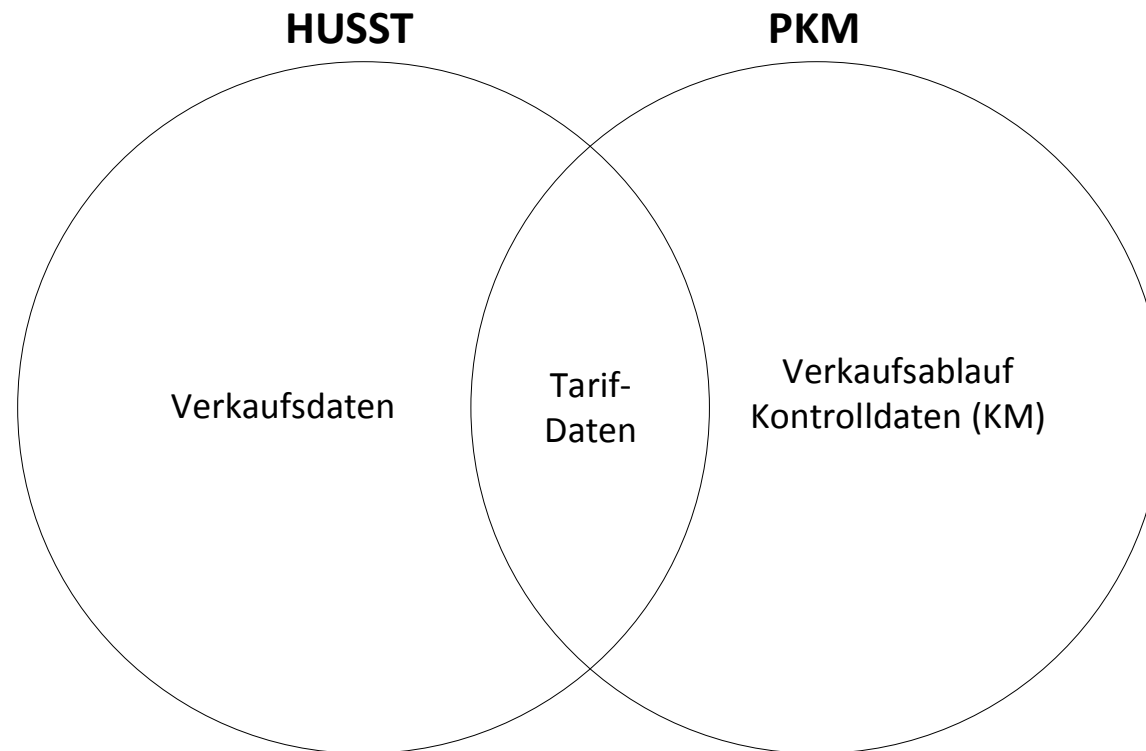 HUSST
PKM
Verkaufsdaten
Tarif-
Daten
Verkaufsablauf
Kontrolldaten (KM)